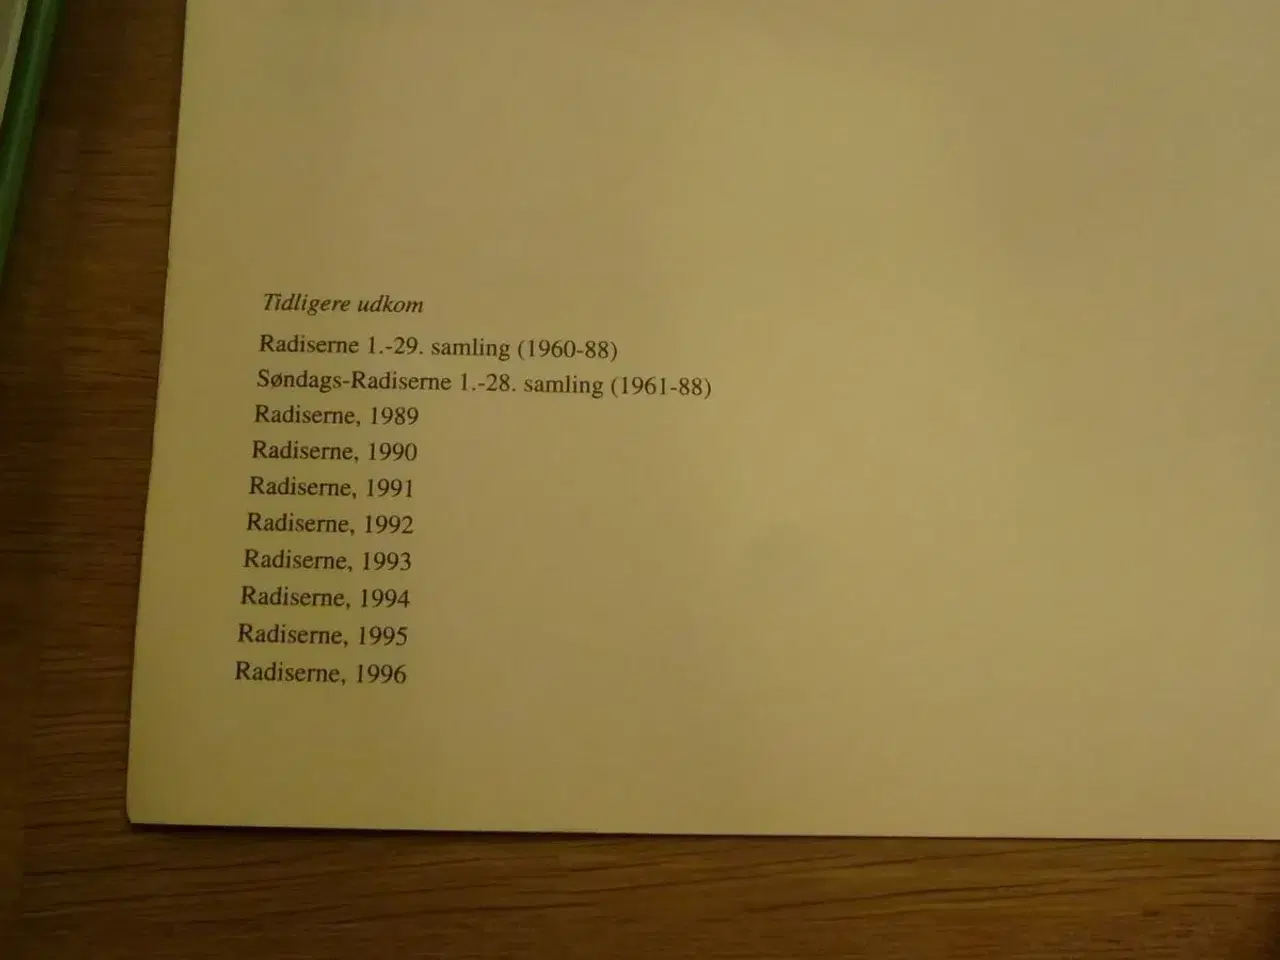 Tidligere udkom
Radiserne 1.-29. samling (1960-88)
Søndags-Radiserne 1.-28. samling (1961-88)
Radiserne, 1989
Radiserne, 1990
Radiserne, 1991
Radiserne, 1992
Radiserne, 1993
Radiserne, 1994
Radiserne, 1995
Radiserne, 1996